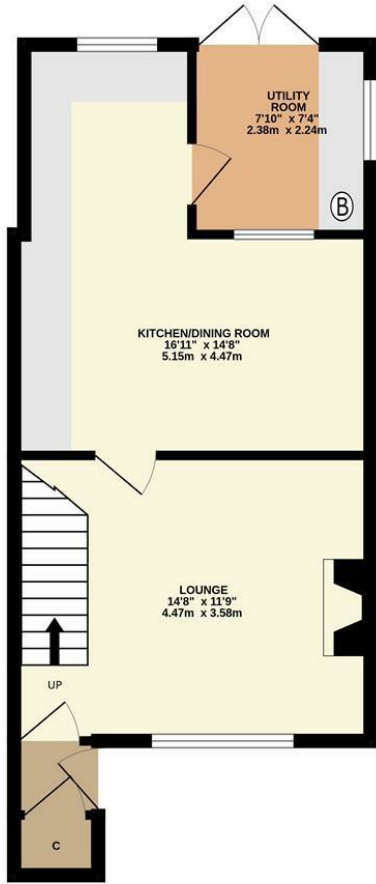 UTILITY
ROOM
7'10" x 7'4"
2.38m x 2.24m
B
KITCHEN/DINING ROOM
16'11" x 14'8"
5.15m x 4.47m
LOUNGE
14'8" x 11'9"
4.47m x 3.58m
UP
C